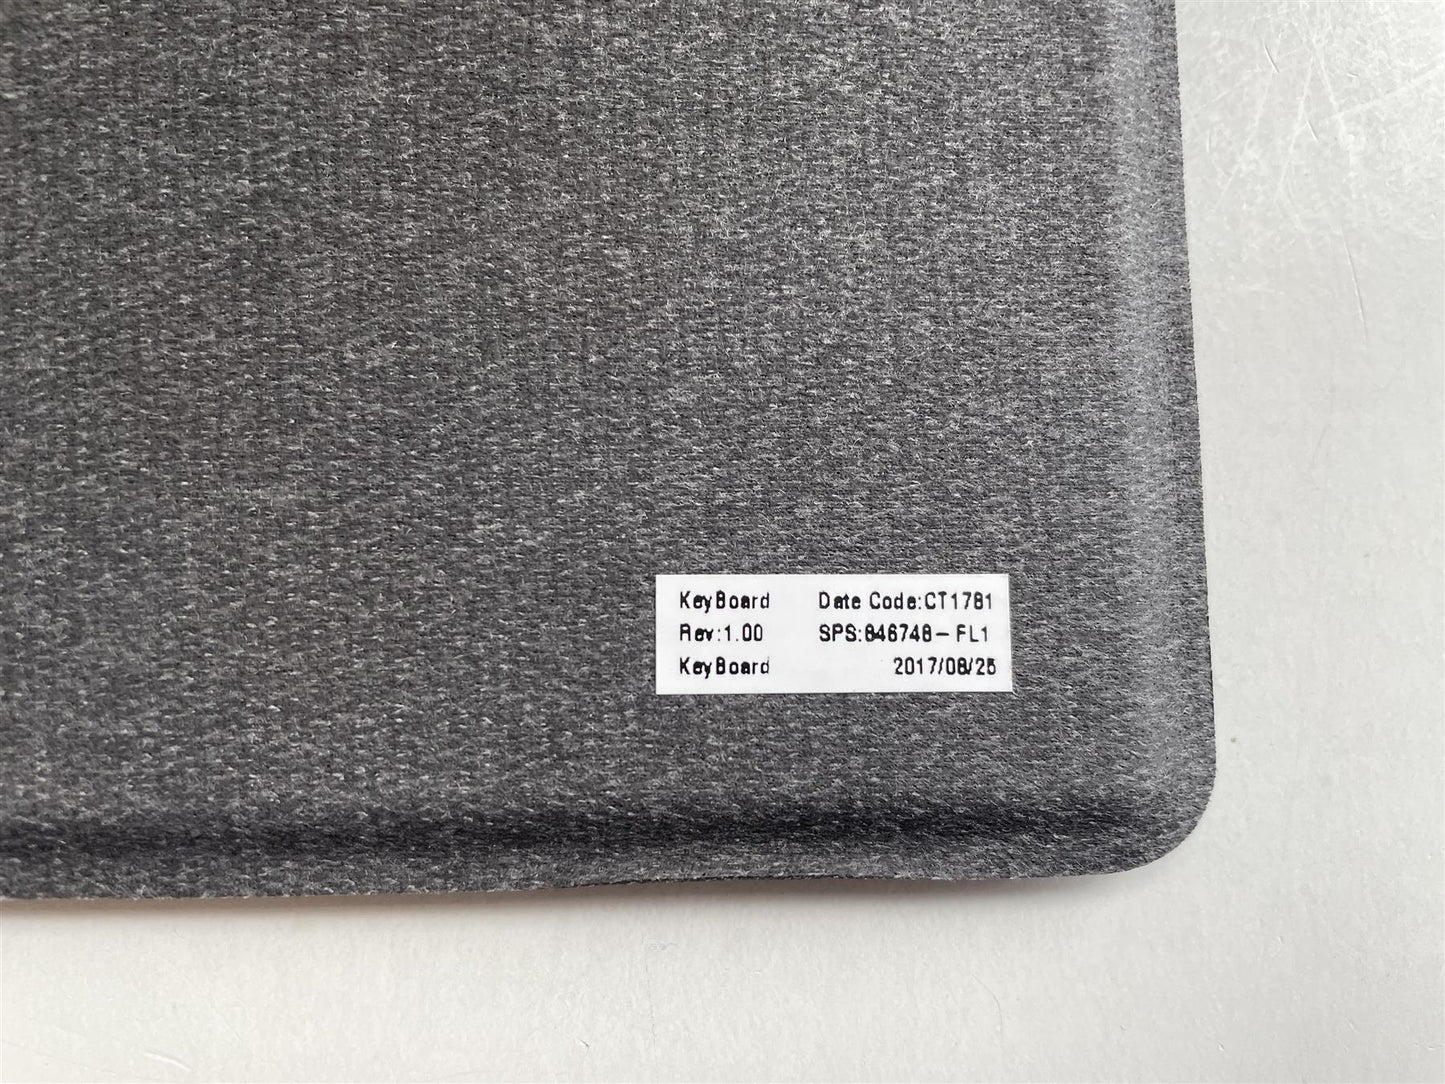 KeyBoard Date Code:CT1781
Rev:1.00 SPS:846748-FL1
KeyBoard 2017/08/25